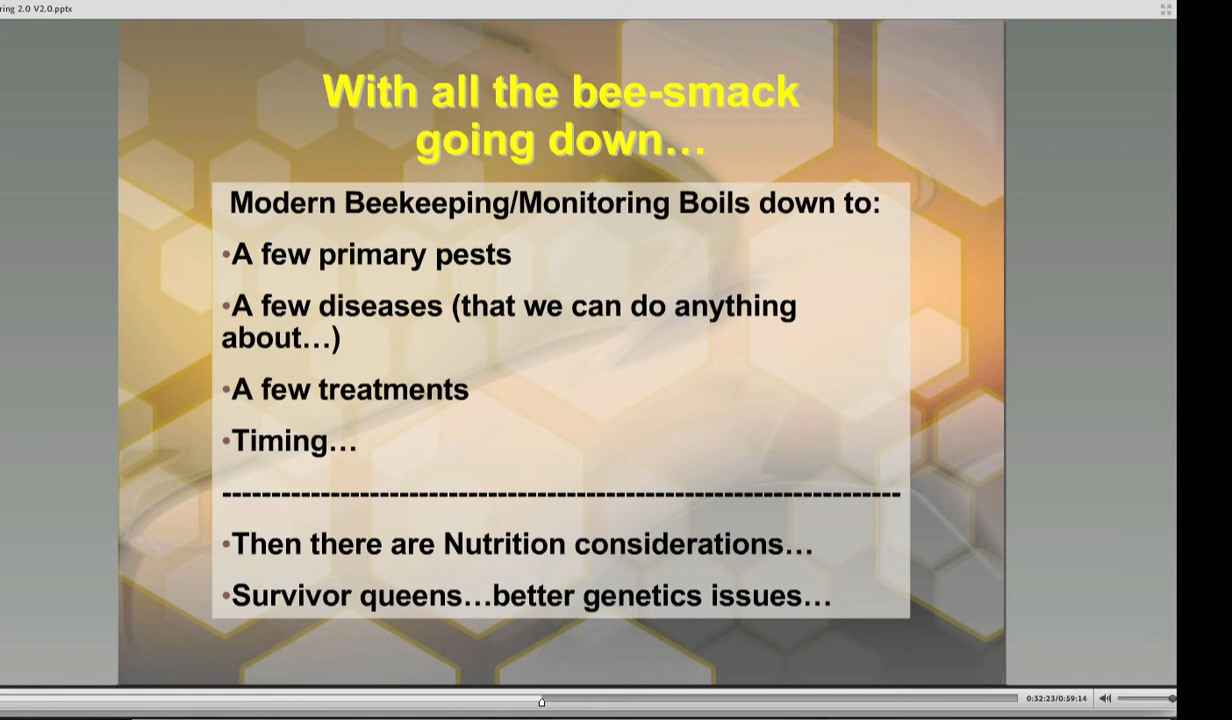 ring 2.0 V2.0.pptx
With all the bee-smack
going down…
Modern Beekeeping/Monitoring Boils down to:
•A few primary pests
•A few diseases (that we can do anything
about…)
•A few treatments
•Timing…
---------------------------------------------------------------------
•Then there are Nutrition considerations…
•Survivor queens…better genetics issues…
0:32:23/0:59:14